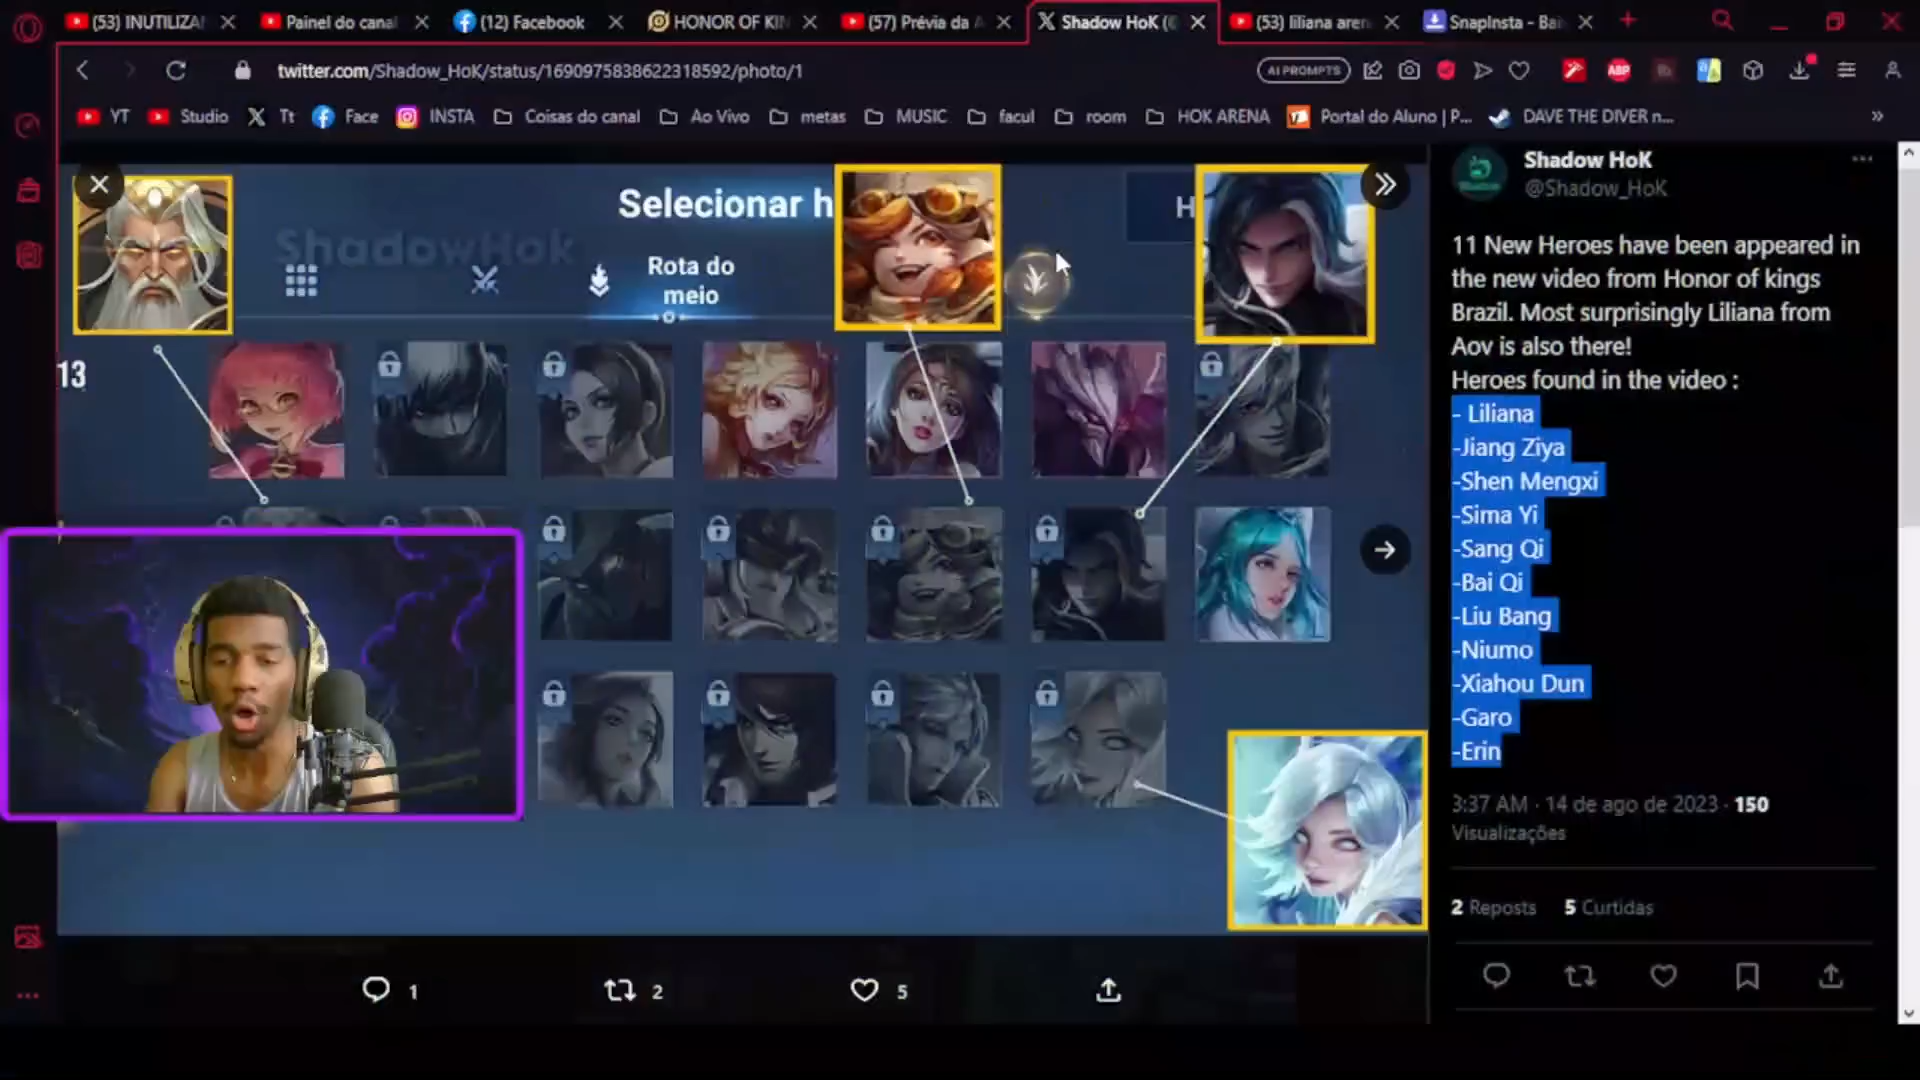 (53) INUTILIZA
Painel do canal
(12) Facebook
HONOR OF KIN
(57) Prévia da A
Shadow HoK (@
(53) liliana aren
SnapInsta - Bai
twitter.com/Shadow_HoK/status/1690975838622318592/photo/1
AI PROMPTS
ABP
YT
Studio
Tt
Face
INSTA
Coisas do canal
Ao Vivo
metas
MUSIC
facul
room
HOK ARENA
Portal do Aluno | P...
DAVE THE DIVER n...
Selecionar h
H
ShadowHok
Rota do
meio
13
Shadow HoK
@Shadow_HoK
11 New Heroes have been appeared in
the new video from Honor of kings
Brazil. Most surprisingly Liliana from
Aov is also there!
Heroes found in the video :
- Liliana
-Jiang Ziya
-Shen Mengxi
-Sima Yi
-Sang Qi
-Bai Qi
-Liu Bang
-Niumo
-Xiahou Dun
-Garo
-Erin
3:37 AM · 14 de ago de 2023 · 150
Visualizações
2 Reposts 5 Curtidas
1
2
5